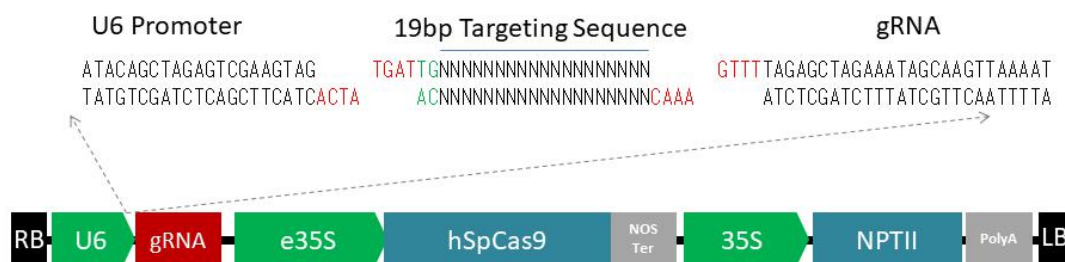 U6 Promoter 19bp Targeting Sequence gRNA
ATACAGCTAGAGTCGAAGTAG TGATTGNNNNNNNNNNNNNNNNNNN GTTTTAGAGCTAGAAATAGCAAGTTAAAAT
TATGTCGATCTCAGCTTCATCACTA ACNNNNNNNNNNNNNNNNNNNCAAA ATCTCGATCTTTATCGTTCAATTTTA
RB U6 gRNA e35S hSpCas9 NOS Ter 35S NPTII PolyA LB